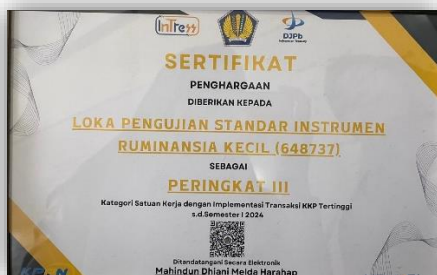 InTress
DJPb
SERTIFIKAT
PENGHARGAAN
DIBERIKAN KEPADA
LOKA PENGUJIAN STANDAR INSTRUMEN
RUMINANSIA KECIL (648737)
SEBAGAI
PERINGKAT III
Kategori Satuan Kerja dengan Implementasi Transaksi KKP Tertinggi
s.d.Semester I 2024
Ditandatangani Secara Elektronik
Mahindun Dhiani Melda Harahap